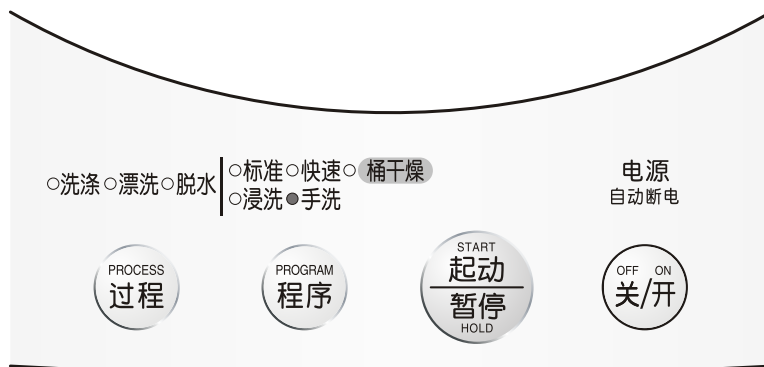 ○洗涤○漂洗○脱水
○标准○快速○桶干燥
○浸洗●手洗
电源
自动断电
PROCESS
过程
PROGRAM
程序
START
起动
暂停
HOLD
OFF ON
关/开